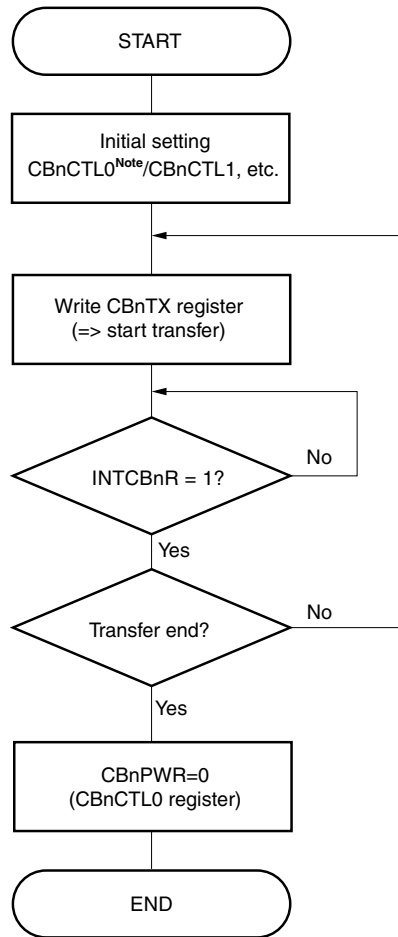 START
Initial setting
CBnCTL0Note/CBnCTL1, etc.
Write CBnTX register
(=> start transfer)
INTCBnR = 1?
No
Yes
Transfer end?
No
Yes
CBnPWR=0
(CBnCTL0 register)
END